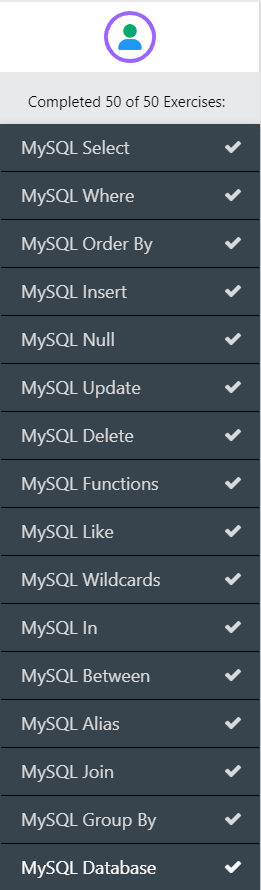 Completed 50 of 50 Exercises:
MySQL Select
MySQL Where
MySQL Order By
MySQL Insert
MySQL Null
MySQL Update
MySQL Delete
MySQL Functions
MySQL Like
MySQL Wildcards
MySQL In
MySQL Between
MySQL Alias
MySQL Join
MySQL Group By
MySQL Database